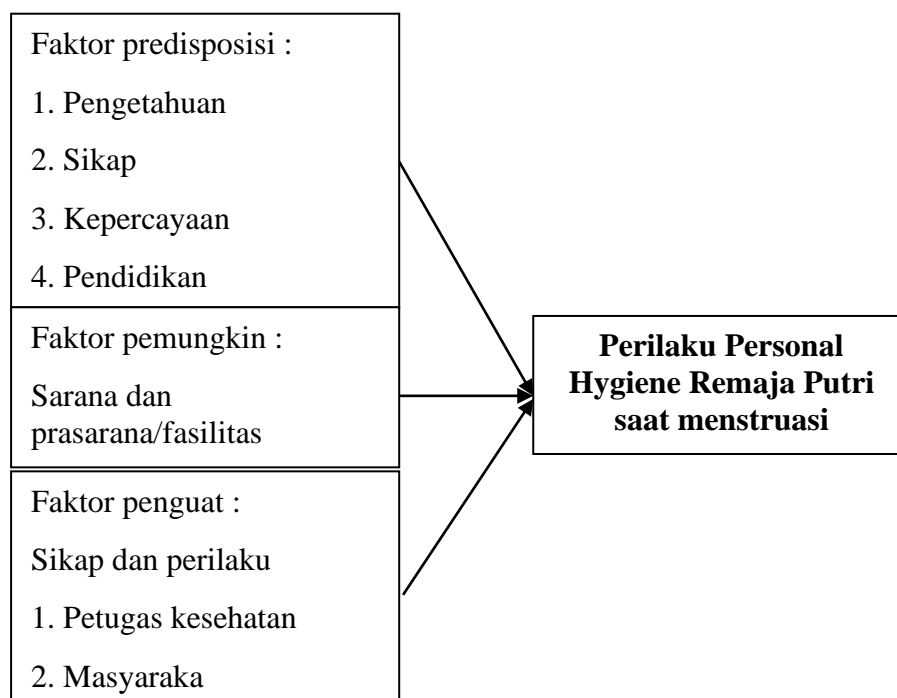 Faktor predisposisi :
1. Pengetahuan
2. Sikap
3. Kepercayaan
4. Pendidikan
Faktor pemungkin :
Sarana dan
prasarana/fasilitas
Faktor penguat :
Sikap dan perilaku
1. Petugas kesehatan
2. Masyaraka
Perilaku Personal
Hygiene Remaja Putri
saat menstruasi